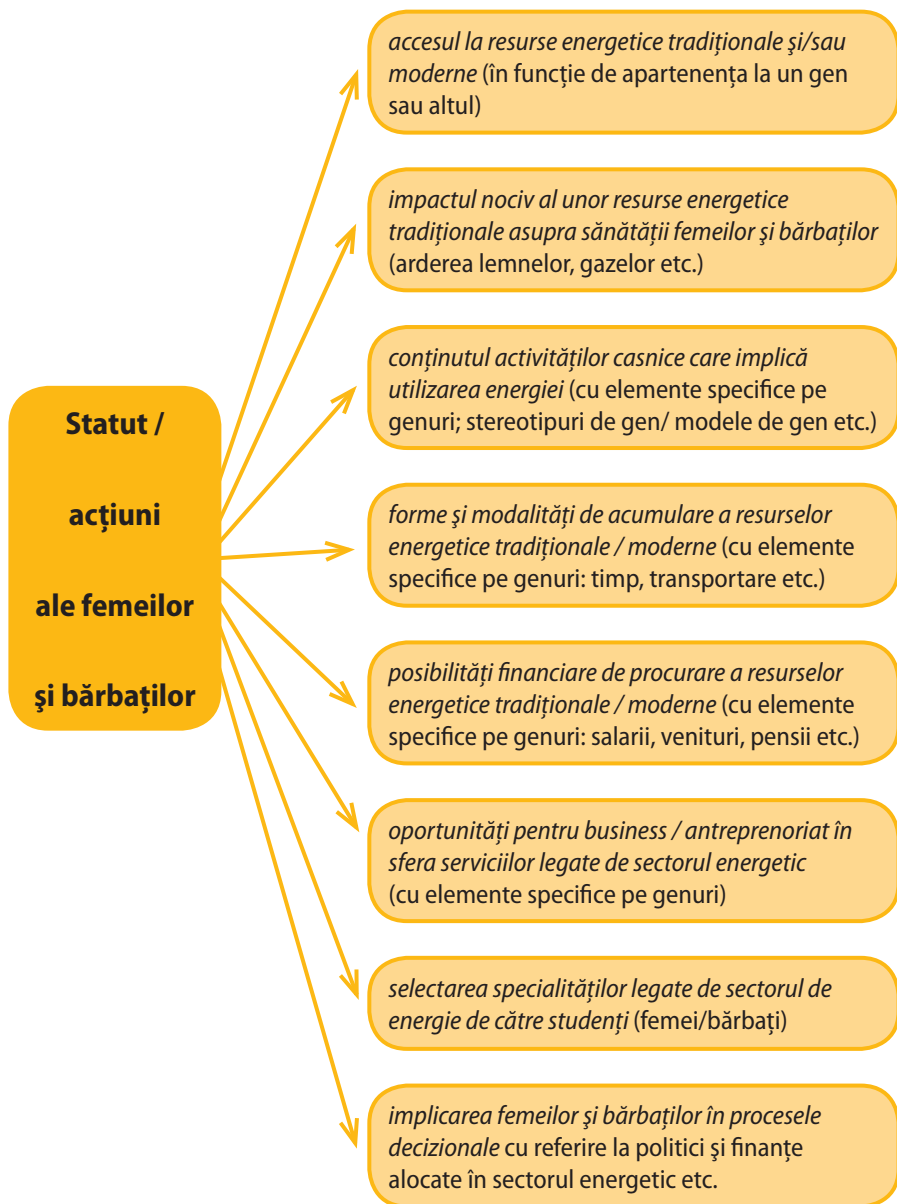 accesul la resurse energetice tradiționale şi/sau
moderne (în funcție de apartenența la un gen
sau altul)
impactul nociv al unor resurse energetice
tradiționale asupra sănătății femeilor şi bărbaților
(arderea lemnelor, gazelor etc.)
conținutul activităților casnice care implică
utilizarea energiei (cu elemente specifice pe
genuri; stereotipuri de gen/ modele de gen etc.)
Statut /
acțiuni
ale femeilor
şi bărbaților
forme şi modalități de acumulare a resurselor
energetice tradiționale / moderne (cu elemente
specifice pe genuri: timp, transportare etc.)
posibilități financiare de procurare a resurselor
energetice tradiționale / moderne (cu elemente
specifice pe genuri: salarii, venituri, pensii etc.)
oportunități pentru business / antreprenoriat în
sfera serviciilor legate de sectorul energetic
(cu elemente specifice pe genuri)
selectarea specialităților legate de sectorul de
energie de către studenți (femei/bărbați)
implicarea femeilor şi bărbaților în procesele
decizionale cu referire la politici şi finanțe
alocate în sectorul energetic etc.